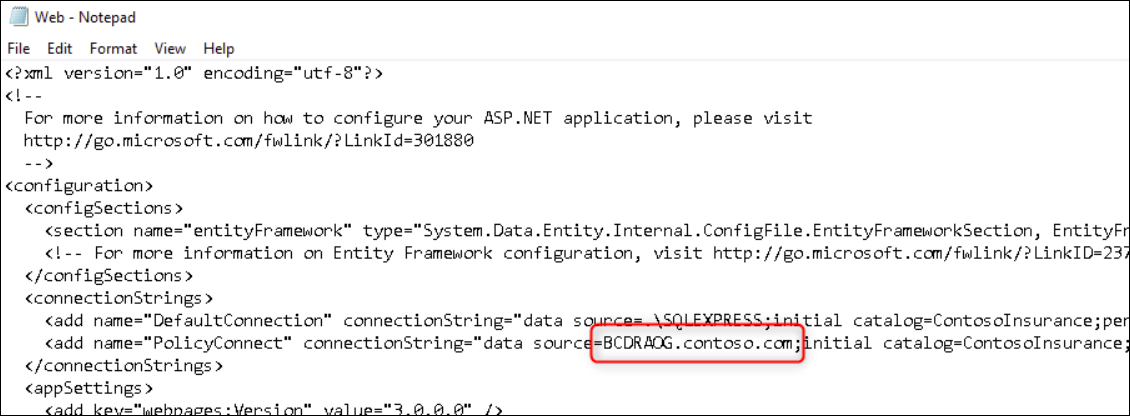 Web - Notepad
File Edit Format View Help
<?xml version="1.0" encoding="utf-8"?>
<!--
For more information on how to configure your ASP.NET application, please visit
http://go.microsoft.com/fwlink/?LinkId=301880
-->
<configuration>
<configSections>
<section name="entityFramework" type="System.Data.Entity.Internal.ConfigFile.EntityFrameworkSection, EntityFr
<!-- For more information on Entity Framework configuration, visit http://go.microsoft.com/fwlink/?LinkID=237
</configSections>
<connectionStrings>
<add name="DefaultConnection" connectionString="data source=.\SQLEXPRESS;initial catalog=ContosoInsurance;per
<add name="PolicyConnect" connectionString="data source=BCDRAOG.contoso.com;initial catalog=ContosoInsurance;
</connectionStrings>
<appSettings>
<add key="webpages:Version" value="3.0.0.0" />